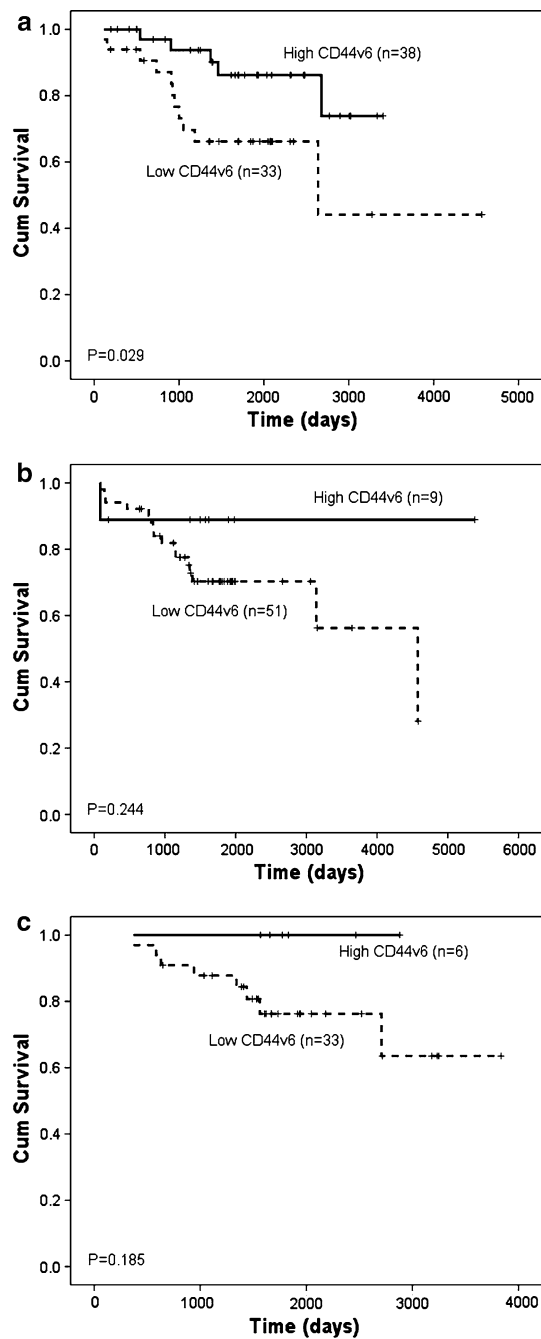 a
1.0
High CD44v6 (n=38)
0.8
Low CD44v6 (n=33)
0.6
0.4
0.2
0.0
Cum Survival
P=0.029
0 1000 2000 3000 4000 5000
Time (days)
b
1.0
High CD44v6 (n=9)
0.8
Low CD44v6 (n=51)
0.6
0.4
0.2
0.0
Cum Survival
P=0.244
0 1000 2000 3000 4000 5000 6000
Time (days)
c
1.0
High CD44v6 (n=6)
0.8
Low CD44v6 (n=33)
0.6
0.4
0.2
0.0
Cum Survival
P=0.185
0 1000 2000 3000 4000
Time (days)